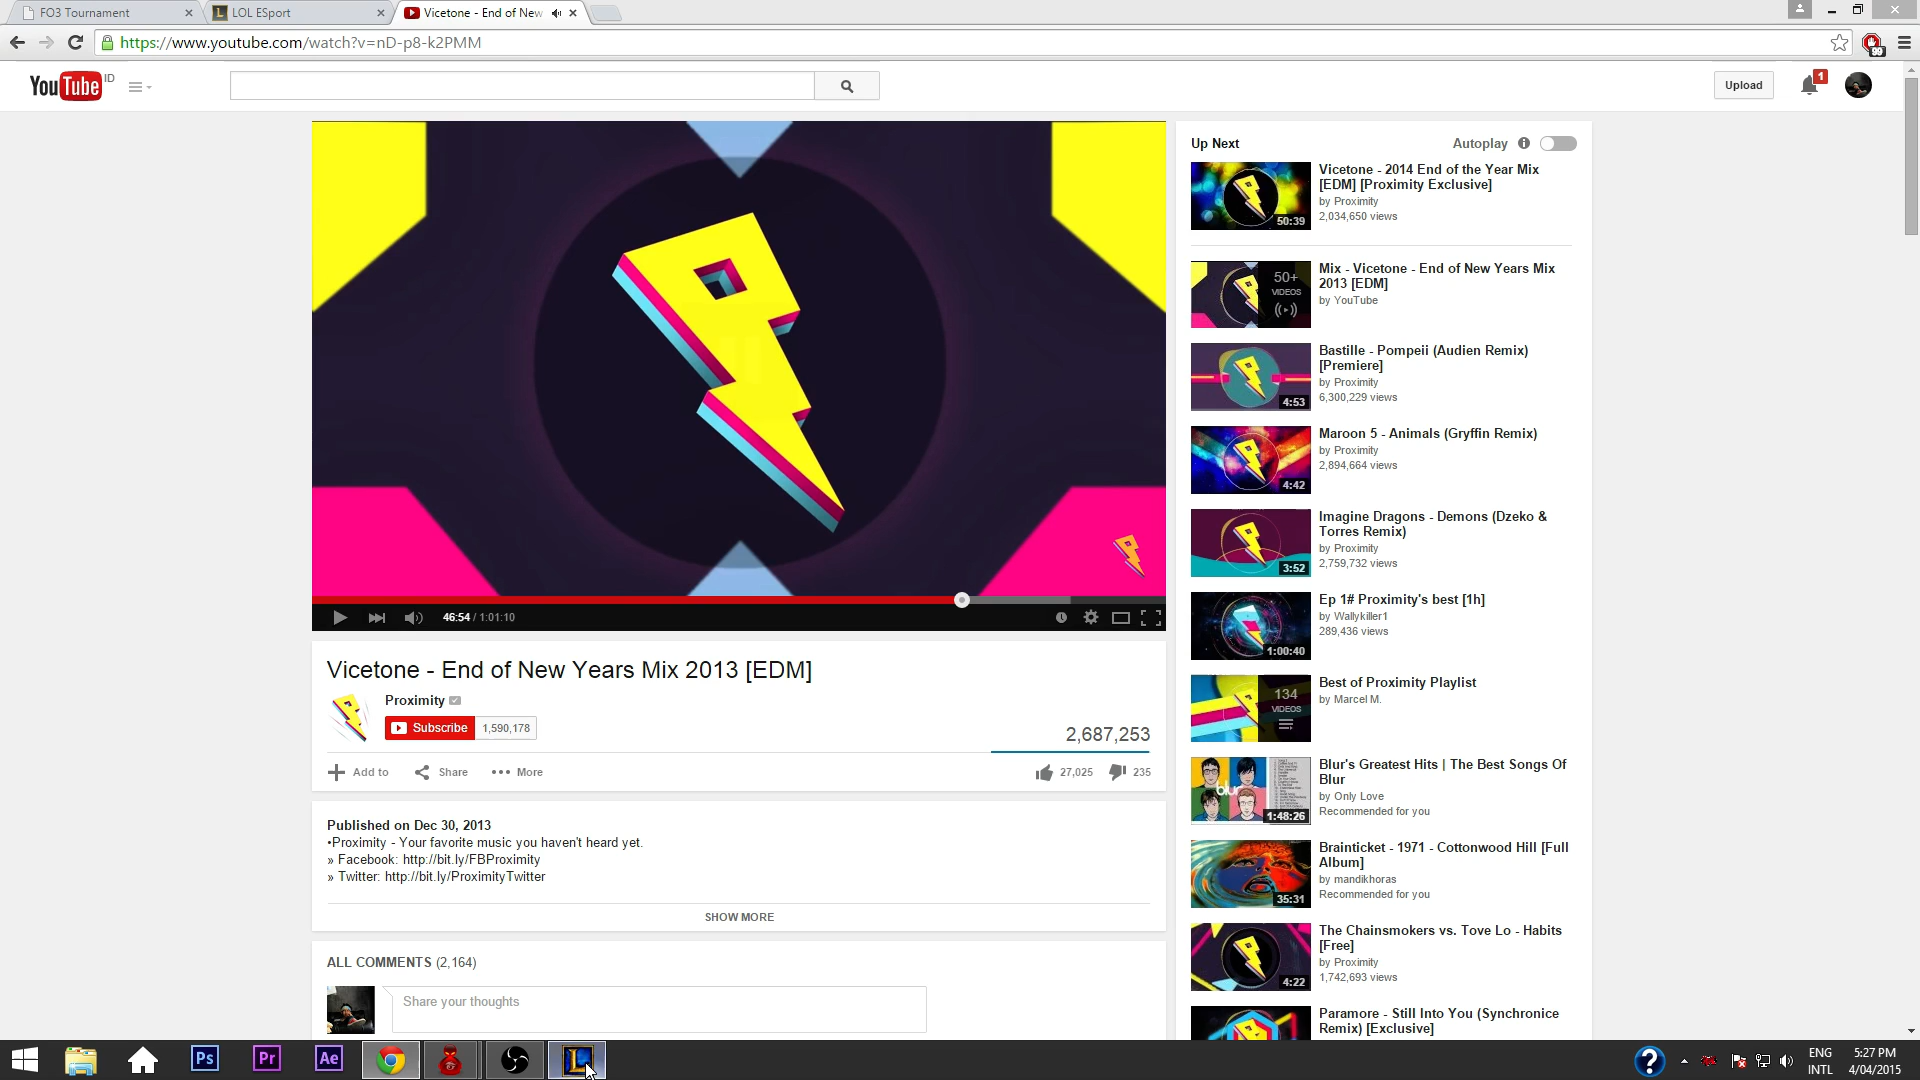 FO3 Tournament
LOL ESport
Vicetone - End of New
https://www.youtube.com/watch?v=nD-p8-k2PMM
YouTube ID
Upload
1
Up Next
Autoplay
Vicetone - 2014 End of the Year Mix
[EDM] [Proximity Exclusive]
by Proximity
2,034,650 views
50:39
Mix - Vicetone - End of New Years Mix
2013 [EDM]
by YouTube
50+
VIDEOS
Bastille - Pompeii (Audien Remix)
[Premiere]
by Proximity
6,300,229 views
4:53
Maroon 5 - Animals (Gryffin Remix)
by Proximity
2,894,664 views
4:42
Imagine Dragons - Demons (Dzeko &
Torres Remix)
by Proximity
2,759,732 views
3:52
Ep 1# Proximity's best [1h]
by Wallykiller1
289,436 views
1:00:40
Best of Proximity Playlist
by Marcel M.
134
VIDEOS
Blur's Greatest Hits | The Best Songs Of
Blur
by Only Love
Recommended for you
blur
1:48:26
Brainticket - 1971 - Cottonwood Hill [Full
Album]
by mandikhoras
Recommended for you
35:31
The Chainsmokers vs. Tove Lo - Habits
[Free]
by Proximity
1,742,693 views
4:22
Paramore - Still Into You (Synchronice
Remix) [Exclusive]
46:54 / 1:01:10
Vicetone - End of New Years Mix 2013 [EDM]
Proximity
Subscribe 1,590,178
2,687,253
Add to Share More
27,025 235
Published on Dec 30, 2013
•Proximity - Your favorite music you haven't heard yet.
» Facebook: http://bit.ly/FBProximity
» Twitter: http://bit.ly/ProximityTwitter
SHOW MORE
ALL COMMENTS (2,164)
Share your thoughts
Ps
Pr
Ae
ENG
INTL
5:27 PM
4/04/2015